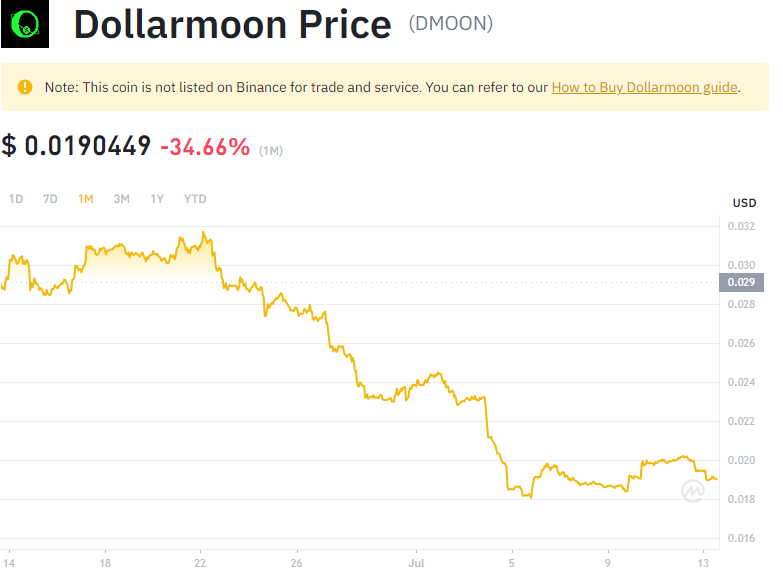 Dollarmoon Price (DMOON)
Note: This coin is not listed on Binance for trade and service. You can refer to our How to Buy Dollarmoon guide.
$ 0.0190449 -34.66% (1M)
1D 7D 1M 3M 1Y YTD
USD
0.032
0.030
0.029
0.028
0.026
0.024
0.022
0.020
0.018
0.016
14 18 22 26 Jul 5 9 13